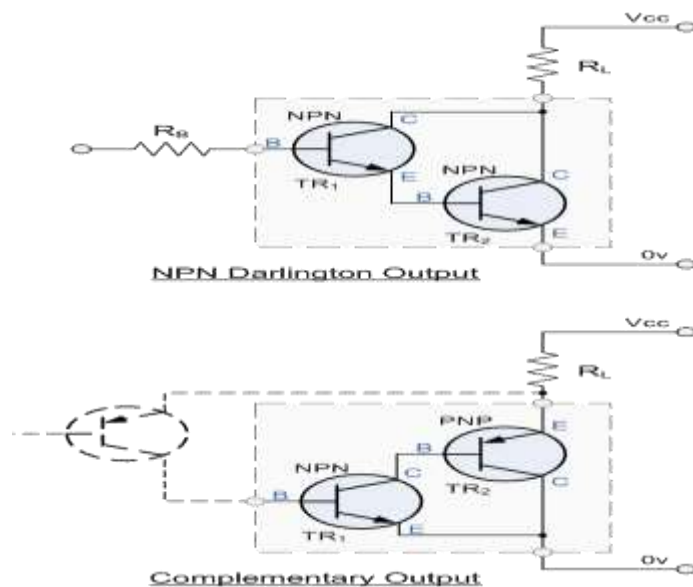 Vcc
RL
NPN
C
RB
B
TR1
E
NPN
C
B
TR2
E
0v
NPN Darlington Output
Vcc
RL
PNP
E
B
NPN
C
TR2
C
B
TR1
E
0v
Complementary Output